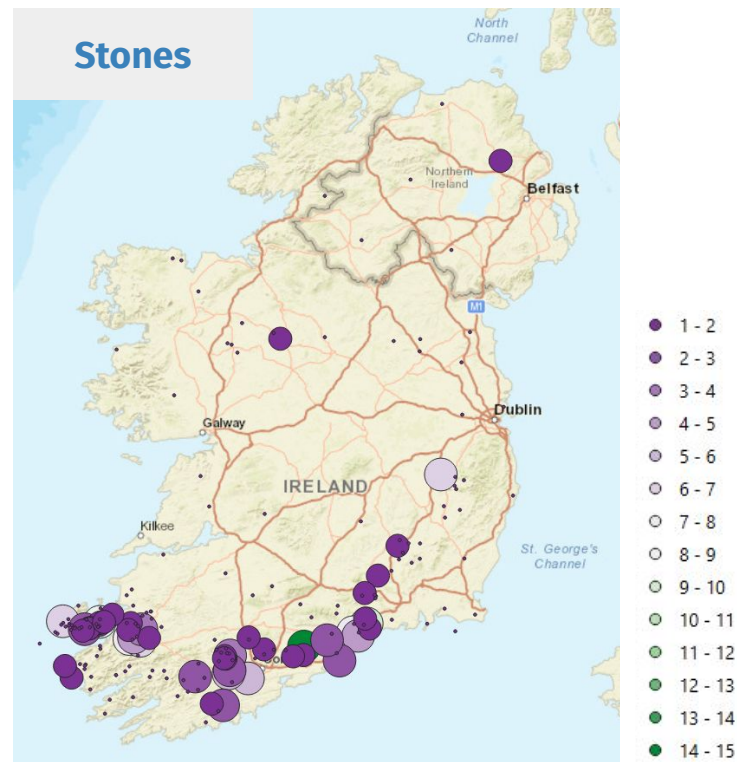 Stones
North
Channel
Northern
Ireland
Belfast
M1
Dublin
Galway
IRELAND
Kilkee
St. George's
Channel
1 - 2
2 - 3
3 - 4
4 - 5
5 - 6
6 - 7
7 - 8
8 - 9
9 - 10
10 - 11
11 - 12
12 - 13
13 - 14
14 - 15